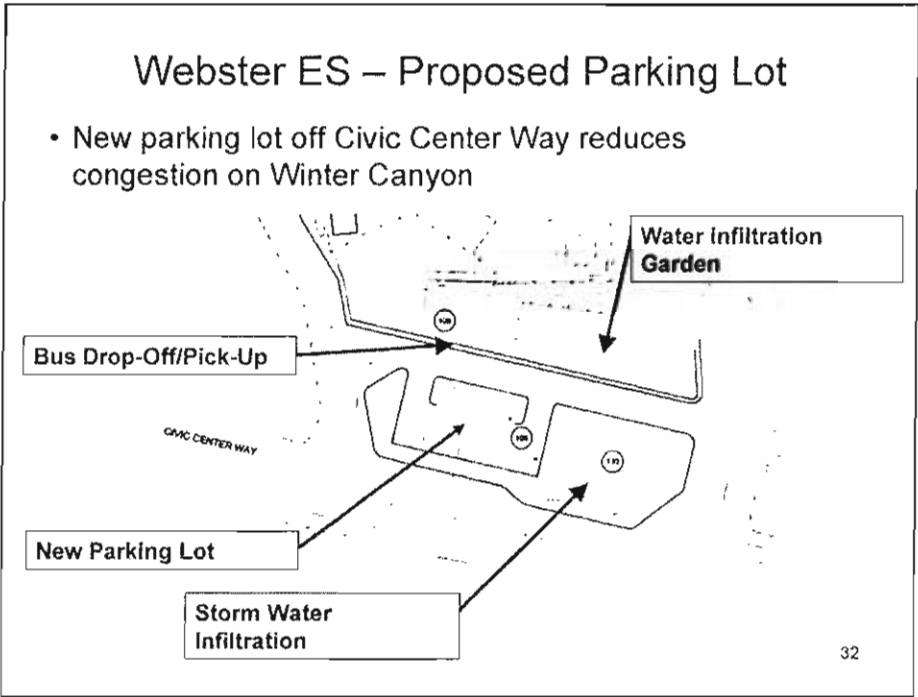 Webster ES – Proposed Parking Lot
• New parking lot off Civic Center Way reduces
congestion on Winter Canyon
Water Infiltration
Garden
Bus Drop-Off/Pick-Up
CIVIC CENTER WAY
New Parking Lot
Storm Water
Infiltration
32